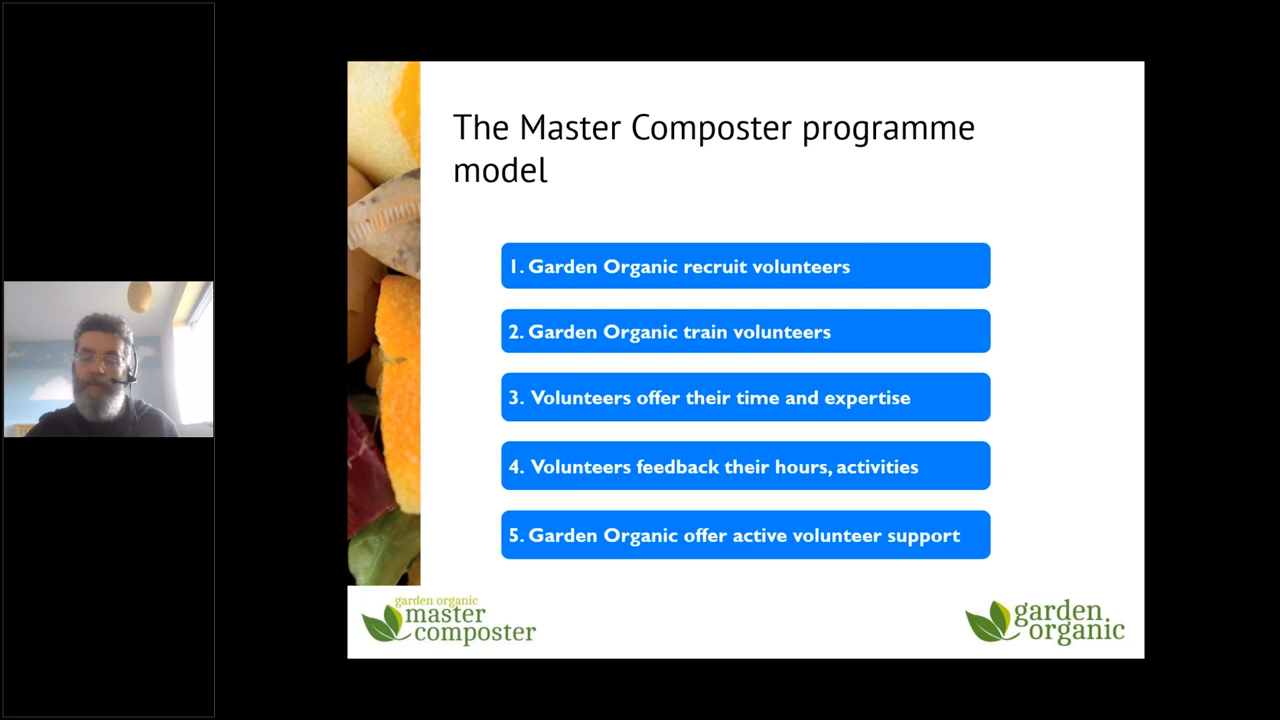 The Master Composter programme
model
1. Garden Organic recruit volunteers
2. Garden Organic train volunteers
3. Volunteers offer their time and expertise
4. Volunteers feedback their hours, activities
5. Garden Organic offer active volunteer support
garden organic
master
composter
garden
organic